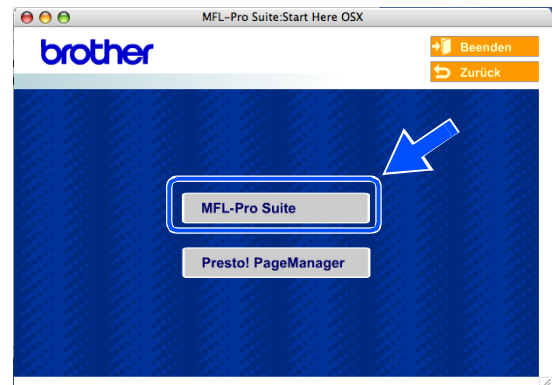 MFL-Pro Suite:Start Here OSX
brother
Beenden
Zurück
MFL-Pro Suite
Presto! PageManager